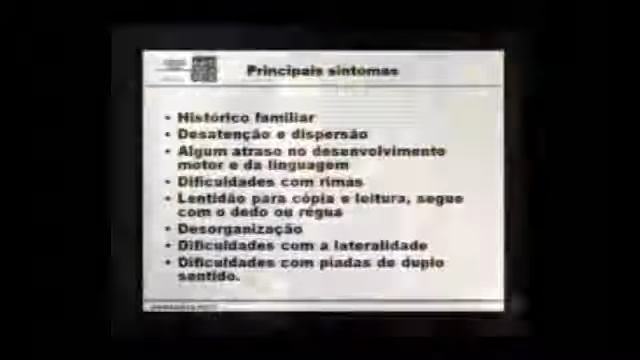 Principais sintomas
• Histórico familiar
• Desatenção e dispersão
• Algum atraso no desenvolvimento
motor e da linguagem
• Dificuldades com rimas
• Lentidão para cópia e leitura, segue
com o dedo ou régua
• Desorganização
• Dificuldades com a lateralidade
• Dificuldades com piadas de duplo
sentido.